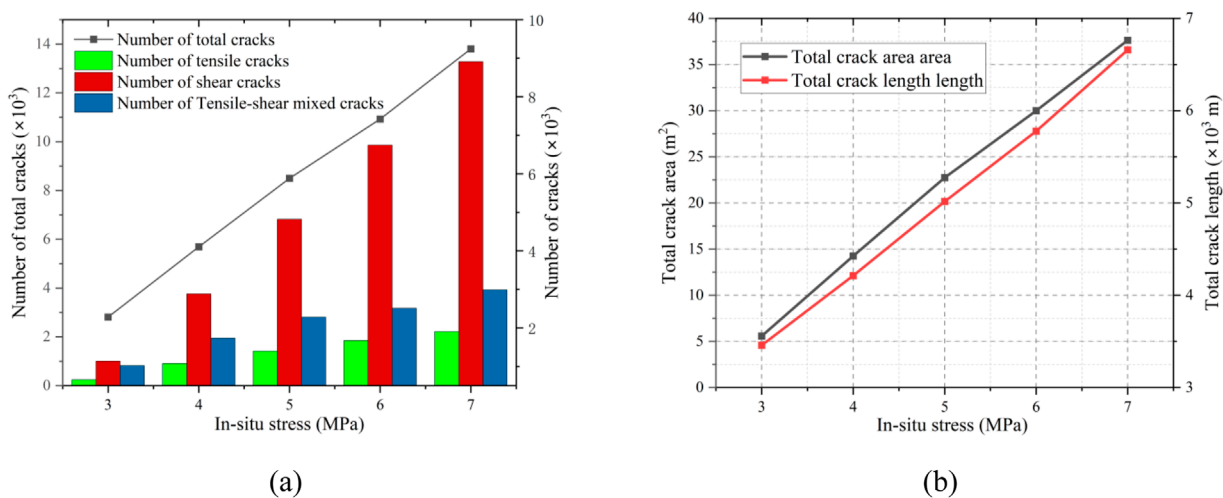 Number of total cracks
Number of tensile cracks
Number of shear cracks
Number of Tensile-shear mixed cracks
Number of total cracks (×10²)
14
12
10
8
6
4
2
0
10
8
6
4
2
Number of cracks (×10³)
3 4 5 6 7
In-situ stress (MPa)
(a)
Total crack area area
Total crack length length
Total crack area (m²)
40
35
30
25
20
15
10
5
0
7
6
5
4
3
Total crack length (×10³ m)
3 4 5 6 7
In-situ stress (MPa)
(b)